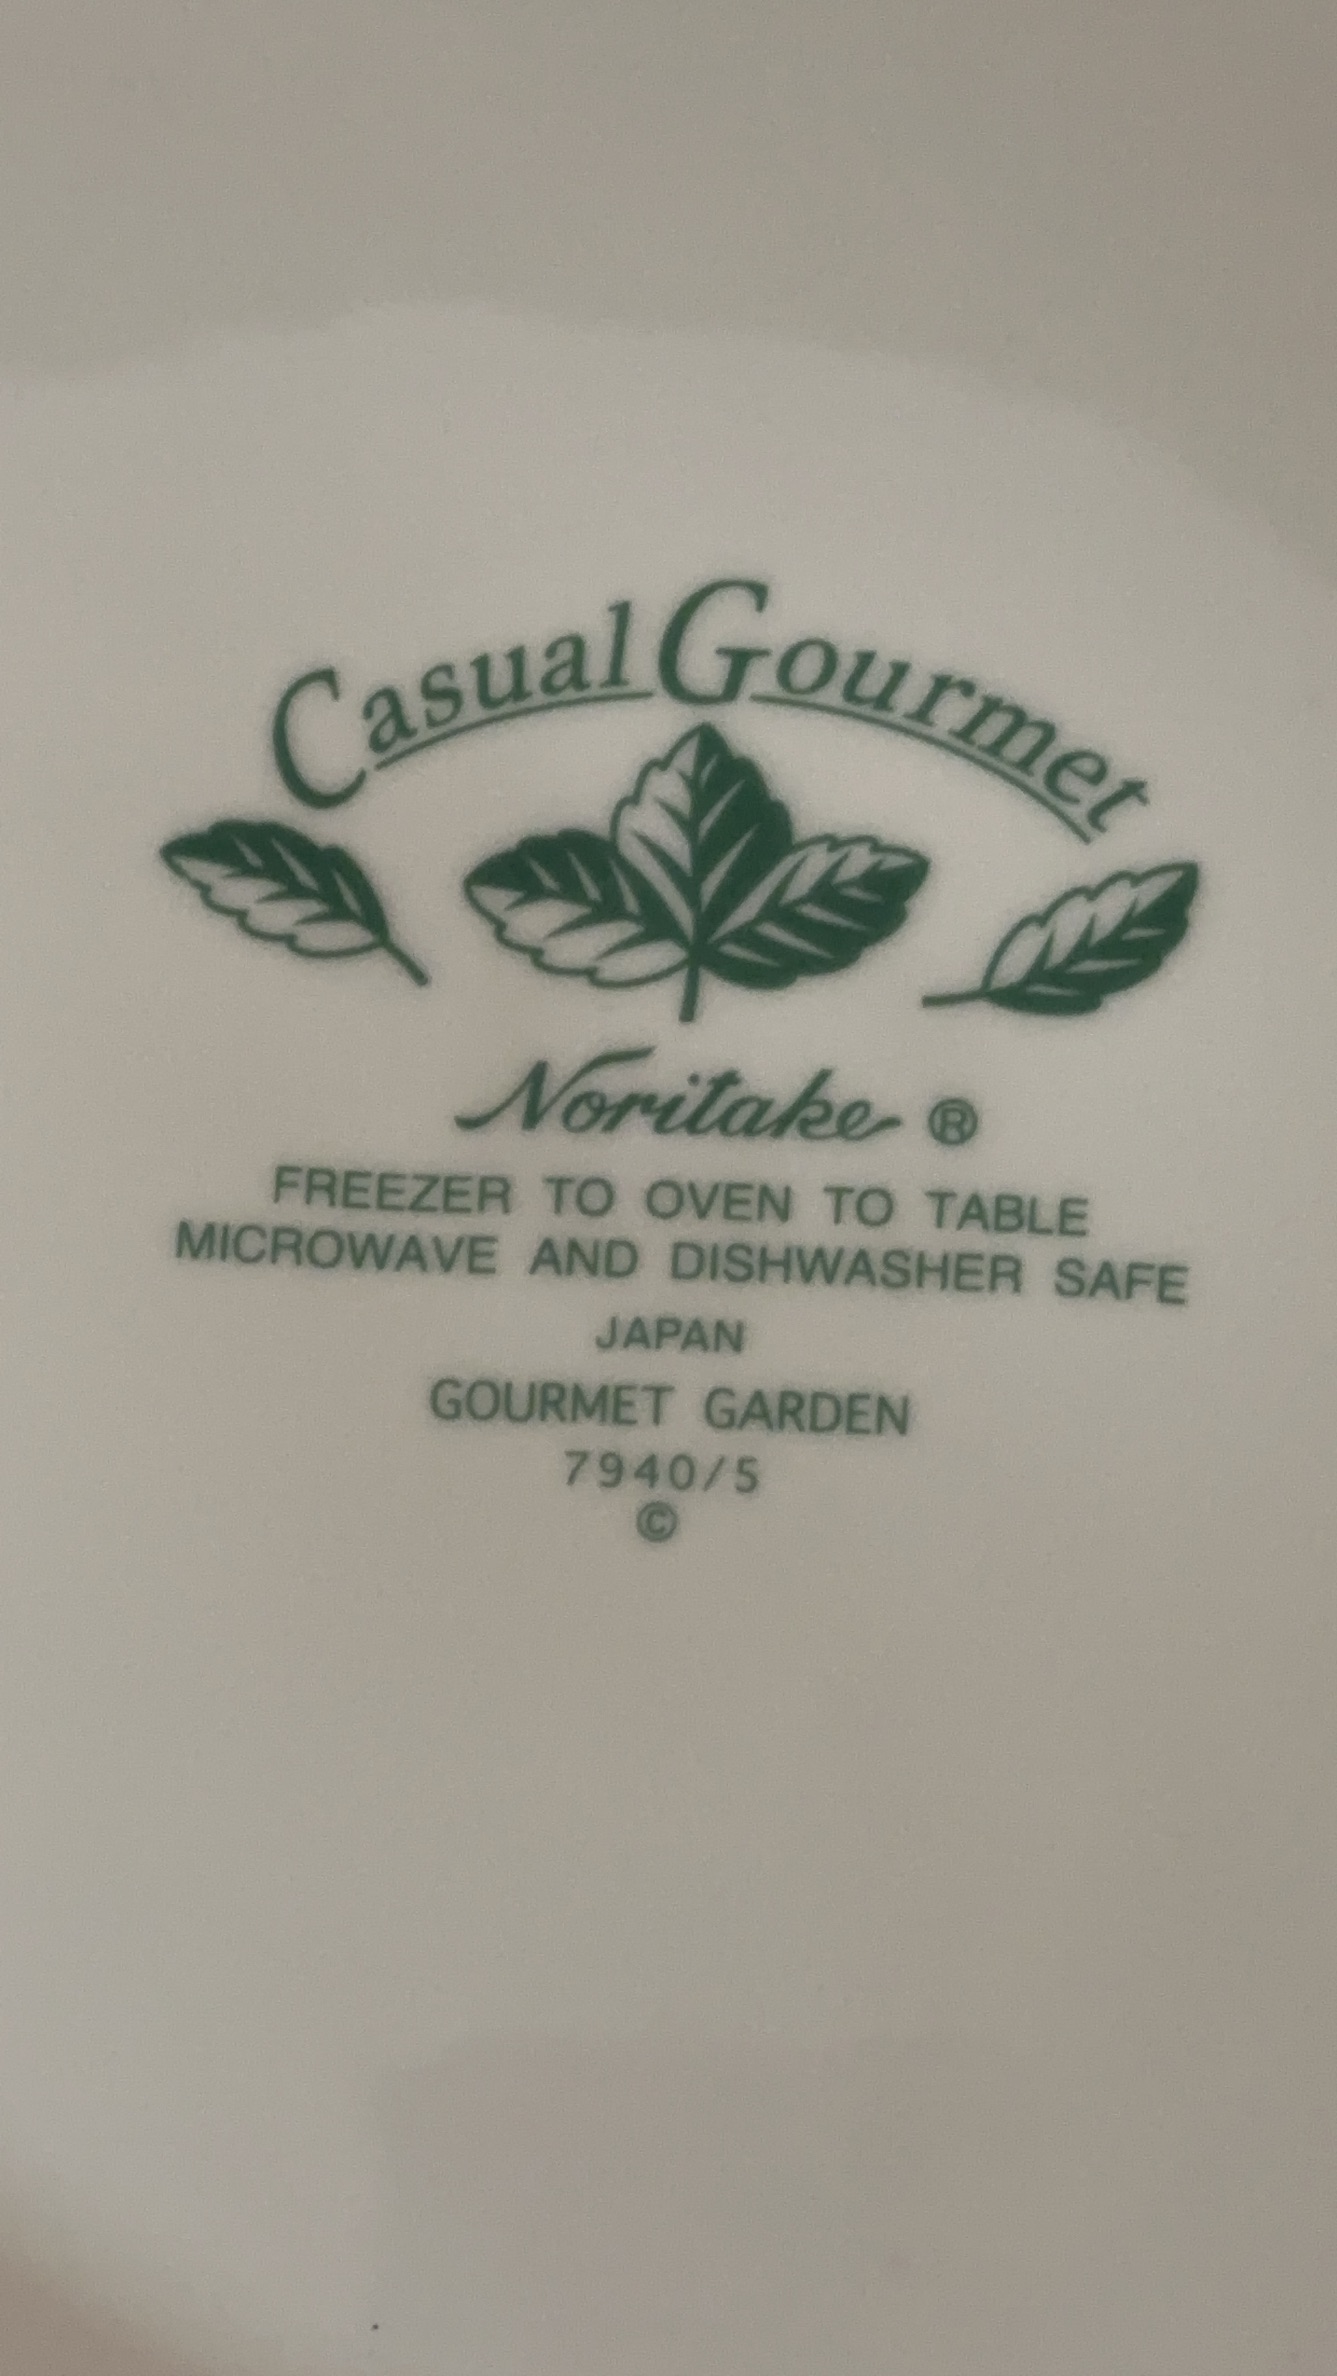 Casual Gourmet
Noritake ®
FREEZER TO OVEN TO TABLE
MICROWAVE AND DISHWASHER SAFE
JAPAN
GOURMET GARDEN
7940/5
©